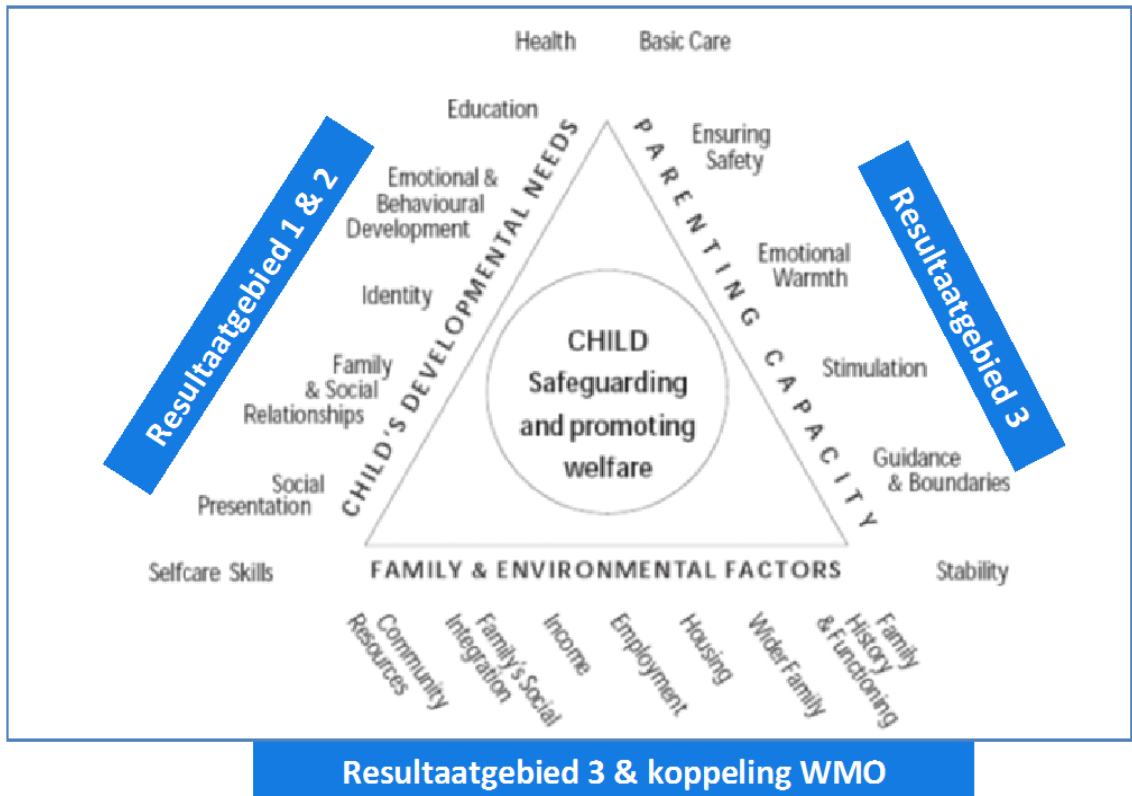 Health
Basic Care
Education
Ensuring
Safety
Emotional &
Behavioural
Development
Emotional
Warmth
Identity
Stimulation
Family
& Social
Relationships
Guidance
& Boundaries
Social
Presentation
Selfcare Skills
Stability
CHILD'S DEVELOPMENTAL NEEDS
PARENTING CAPACITY
CHILD
Safeguarding
and promoting
welfare
FAMILY & ENVIRONMENTAL FACTORS
Community
Resources
Family's Social
Integration
Income
Employment
Housing
Wider Family
Family
History
& Functioning
Resultaatgebied 1 & 2
Resultaatgebied 3
Resultaatgebied 3 & koppeling WMO